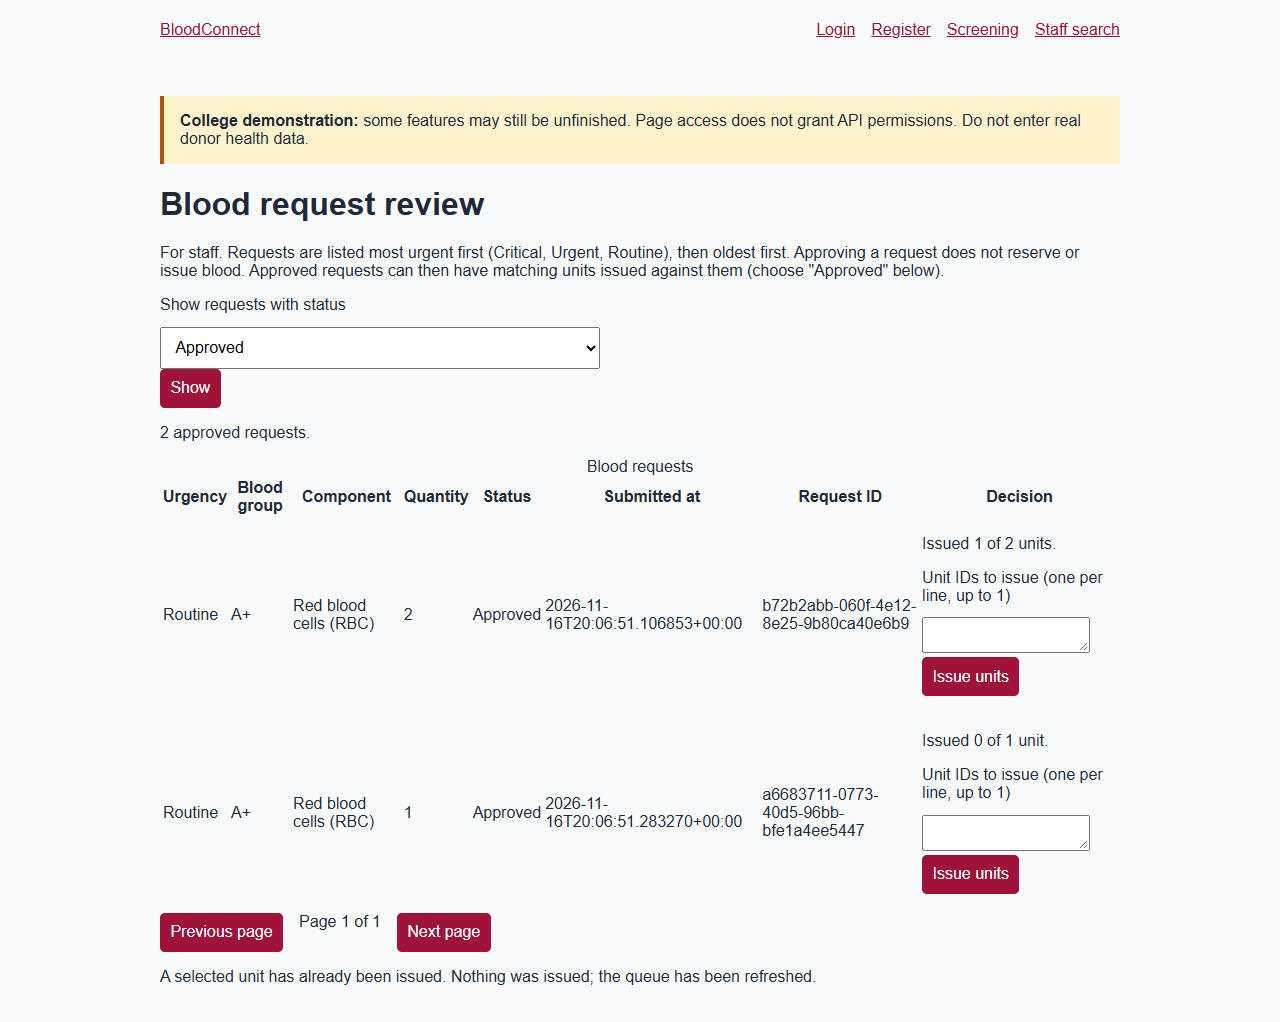 BloodConnect
Login Register Screening Staff search
College demonstration: some features may still be unfinished. Page access does not grant API permissions. Do not enter real
donor health data.
Blood request review
For staff. Requests are listed most urgent first (Critical, Urgent, Routine), then oldest first. Approving a request does not reserve or
issue blood. Approved requests can then have matching units issued against them (choose "Approved" below).
Show requests with status
Approved
Show
2 approved requests.
Blood requests
Urgency Blood group Component Quantity Status Submitted at Request ID Decision
Issued 1 of 2 units.
Unit IDs to issue (one per
line, up to 1)
Routine A+ Red blood cells (RBC) 2 Approved 2026-11-16T20:06:51.106853+00:00 b72b2abb-060f-4e12-8e25-9b80ca40e6b9
Issue units
Issued 0 of 1 unit.
Unit IDs to issue (one per
line, up to 1)
Routine A+ Red blood cells (RBC) 1 Approved 2026-11-16T20:06:51.283270+00:00 a6683711-0773-40d5-96bb-bfe1a4ee5447
Issue units
Previous page Page 1 of 1 Next page
A selected unit has already been issued. Nothing was issued; the queue has been refreshed.